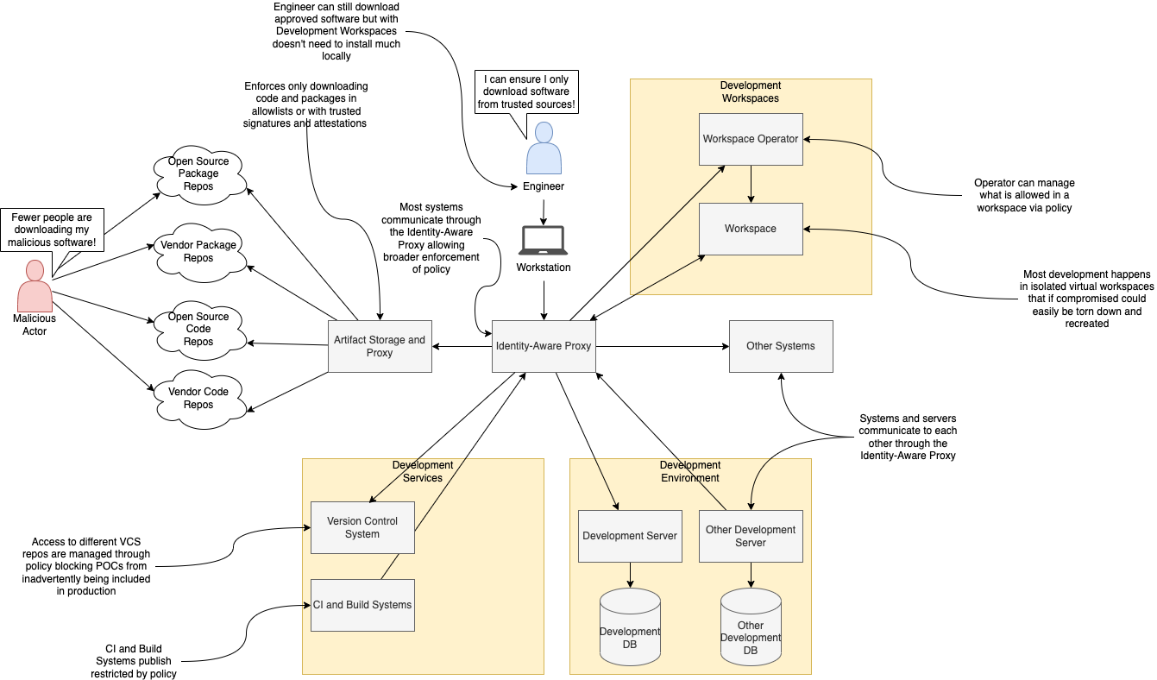 Engineer can still download
approved software but with
Development Workspaces
doesn't need to install much
locally
I can ensure I only
download software
from trusted sources!
Development
Workspaces
Enforces only downloading
code and packages in
allowlists or with trusted
signatures and attestations
Workspace Operator
Open Source
Package
Repos
Engineer
Operator can manage
what is allowed in a
workspace via policy
Most systems
communicate through
the Identity-Aware
Proxy allowing
broader enforcement
of policy
Fewer people are
downloading my
malicious software!
Vendor Package
Repos
Workspace
Workstation
Most development happens
in isolated virtual workspaces
that if compromised could
easily be torn down and
recreated
Malicious
Actor
Open Source
Code
Repos
Artifact Storage and
Proxy
Identity-Aware Proxy
Other Systems
Vendor Code
Repos
Systems and servers
communicate to each
other through the
Identity-Aware Proxy
Development
Services
Development
Environment
Version Control
System
Development Server
Other Development
Server
Access to different VCS
repos are managed through
policy blocking POCs from
inadvertently being included
in production
CI and Build Systems
Development
DB
Other
Development
DB
CI and Build
Systems publish
restricted by policy